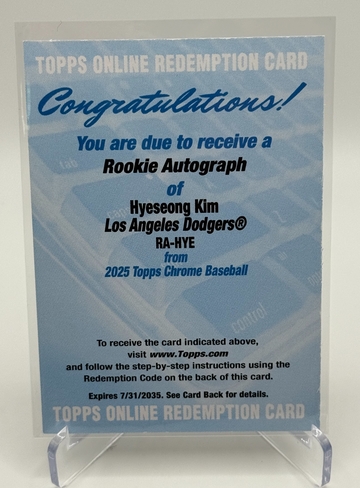 TOPPS ONLINE REDEMPTION CARD
Congratulations!
You are due to receive a
Rookie Autograph
of
Hyeseong Kim
Los Angeles Dodgers®
RA-HYE
from
2025 Topps Chrome Baseball
tab
control
To receive the card indicated above,
visit www.Topps.com
and follow the step-by-step instructions using the
Redemption Code on the back of this card.
Expires 7/31/2035. See Card Back for details.
TOPPS ONLINE REDEMPTION CARD